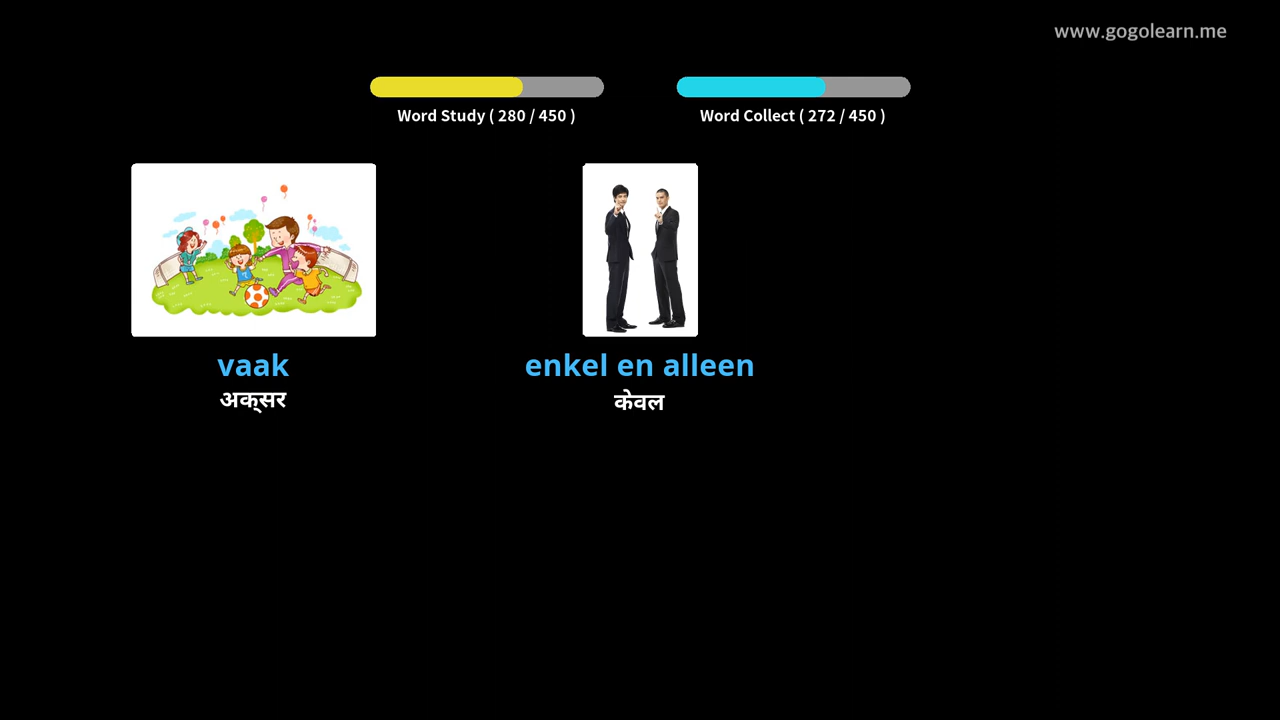 www.gogolearn.me
Word Study ( 280 / 450 )
Word Collect ( 272 / 450 )
vaak
अक्सर
enkel en alleen
केवल